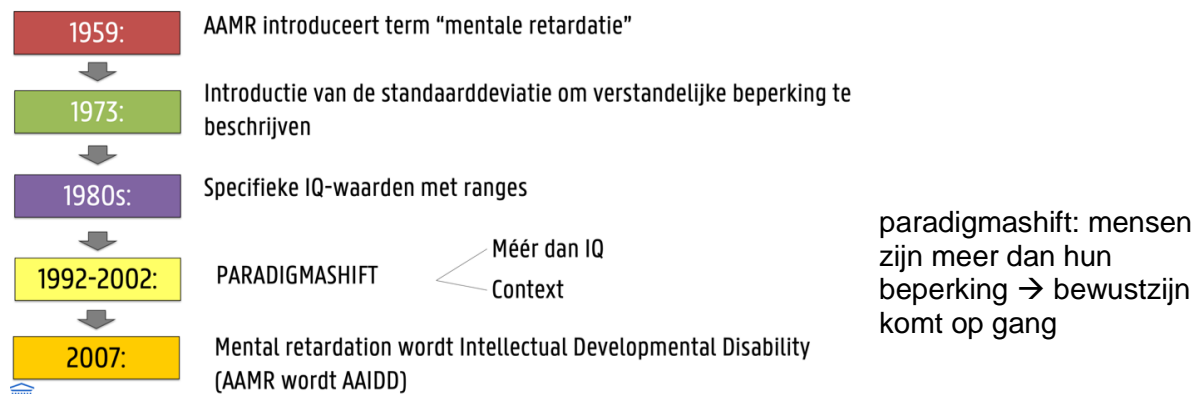 1959:
AAMR introduceert term “mentale retardatie”
1973:
Introductie van de standaarddeviatie om verstandelijke beperking te
beschrijven
1980s:
Specifieke IQ-waarden met ranges
1992-2002:
PARADIGMASHIFT
Méér dan IQ
Context
2007:
Mental retardation wordt Intellectual Developmental Disability
(AAMR wordt AAIDD)
paradigmashift: mensen
zijn meer dan hun
beperking → bewustzijn
komt op gang